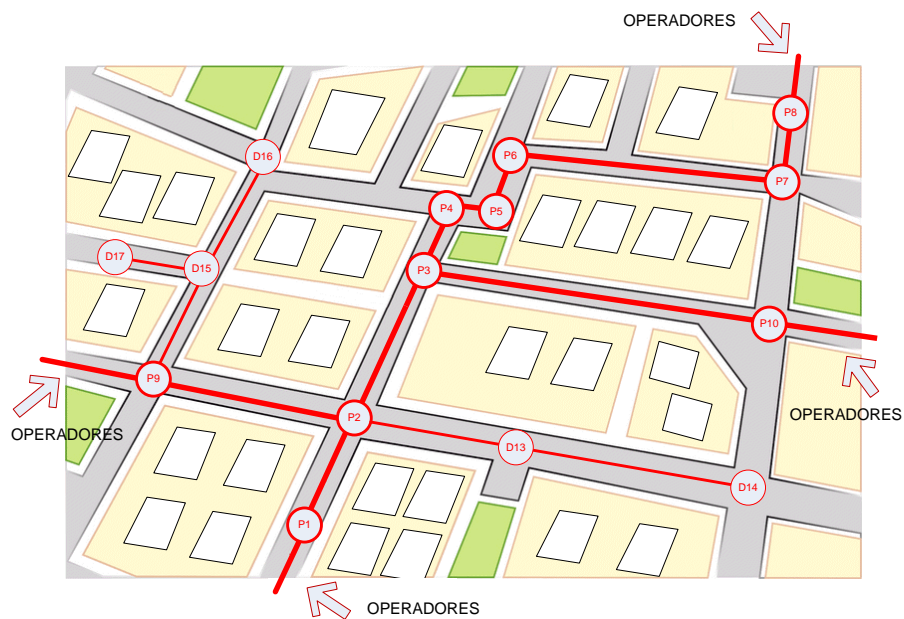 OPERADORES
P8
D16
P6
P7
P4
P5
D17
D15
P3
P10
P9
OPERADORES
OPERADORES
P2
D13
D14
P1
OPERADORES